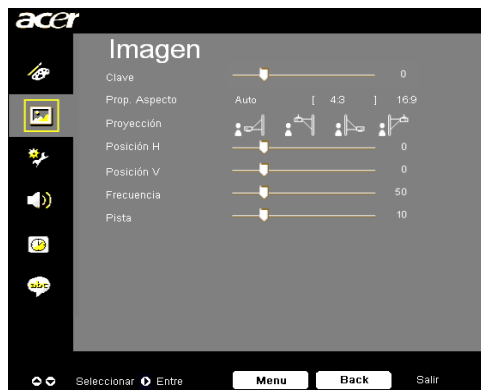 acer
Imagen
Clave 0
Prop. Aspecto Auto [ 4:3 ] 16:9
Proyección
Posición H 0
Posición V 0
Frecuencia 50
Pista 10
abc
Seleccionar Entre Menu Back Salir